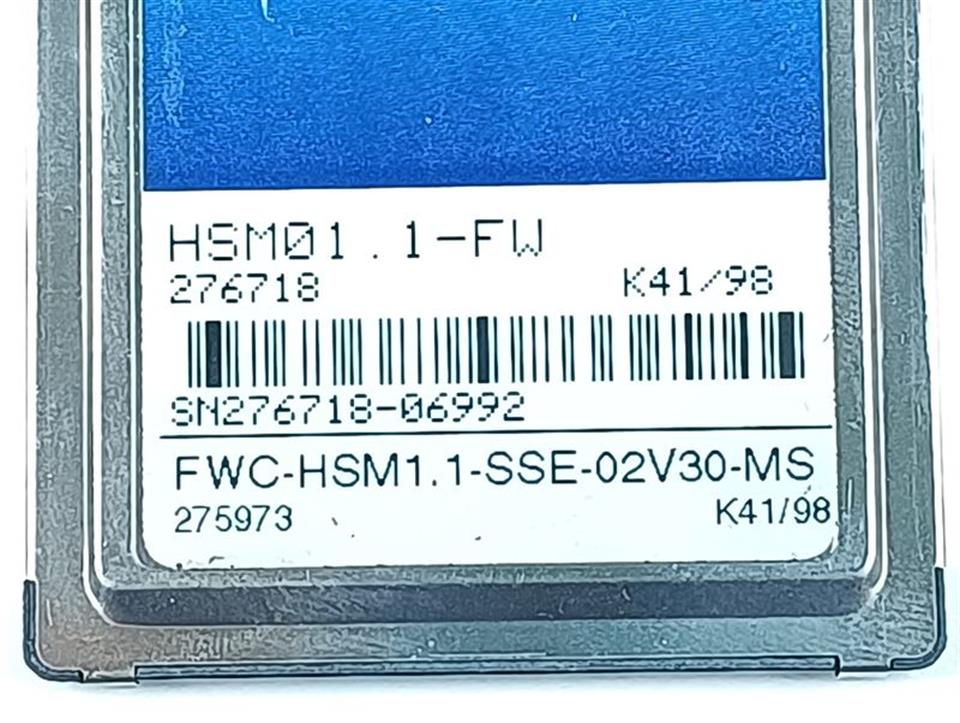 HSM01.1-FW
276718 K41/98
SN276718-06992
FWC-HSM1.1-SSE-02V30-MS
275973 K41/98